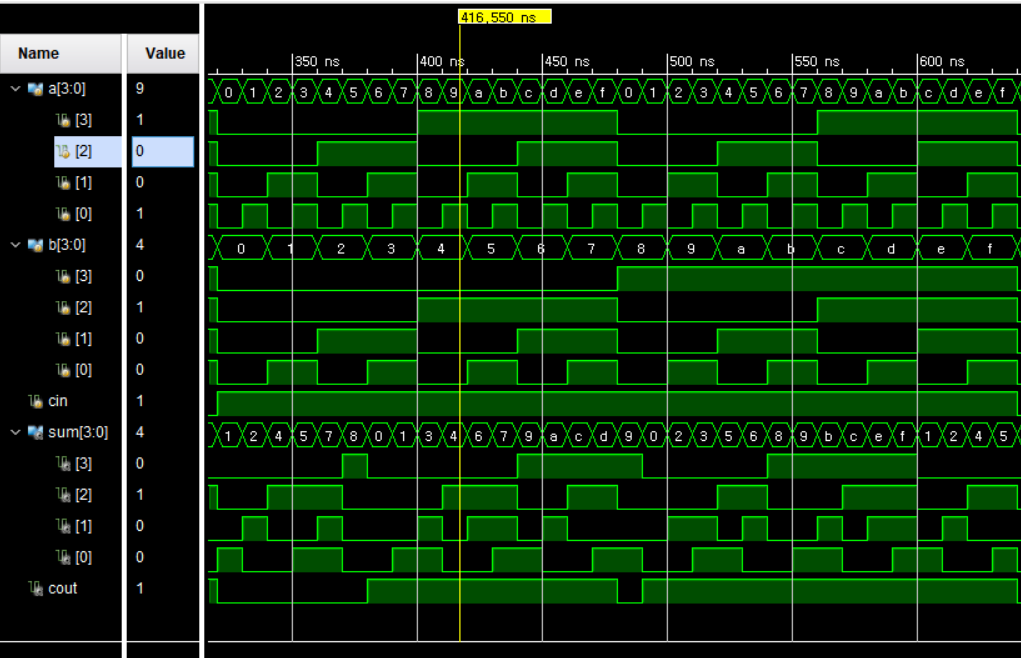 416,550 ns
Name Value 350 ns 400 ns 450 ns 500 ns 550 ns 600 ns
a[3:0] 9 0 1 2 3 4 5 6 7 8 9 a b c d e f 0 1 2 3 4 5 6 7 8 9 a b c d e f
[3] 1
[2] 0
[1] 0
[0] 1
b[3:0] 4 0 1 2 3 4 5 6 7 8 9 a b c d e f
[3] 0
[2] 1
[1] 0
[0] 0
cin 1
sum[3:0] 4 1 2 4 5 7 8 0 1 3 4 6 7 9 a c d 9 0 2 3 5 6 8 9 b c e f 1 2 4 5
[3] 0
[2] 1
[1] 0
[0] 0
cout 1